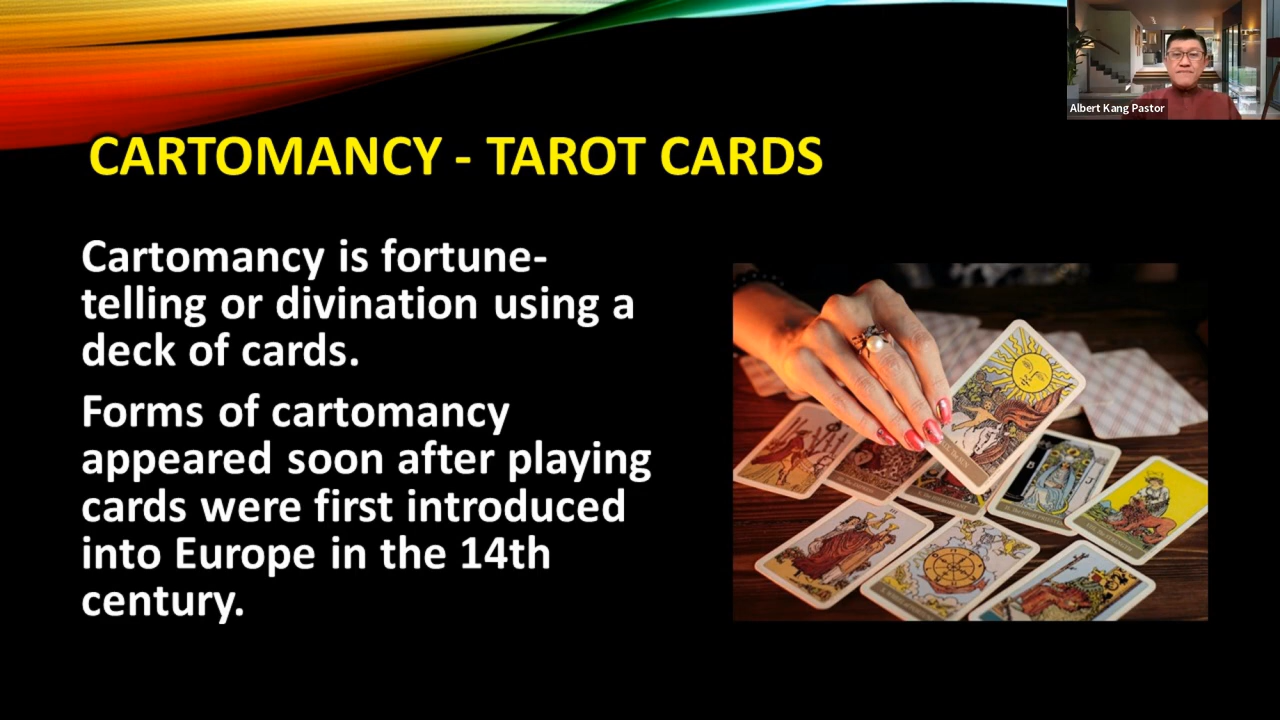 Albert Kang Pastor
CARTOMANCY - TAROT CARDS
Cartomancy is fortune-
telling or divination using a
deck of cards.
Forms of cartomancy
appeared soon after playing
cards were first introduced
into Europe in the 14th
century.
B
J